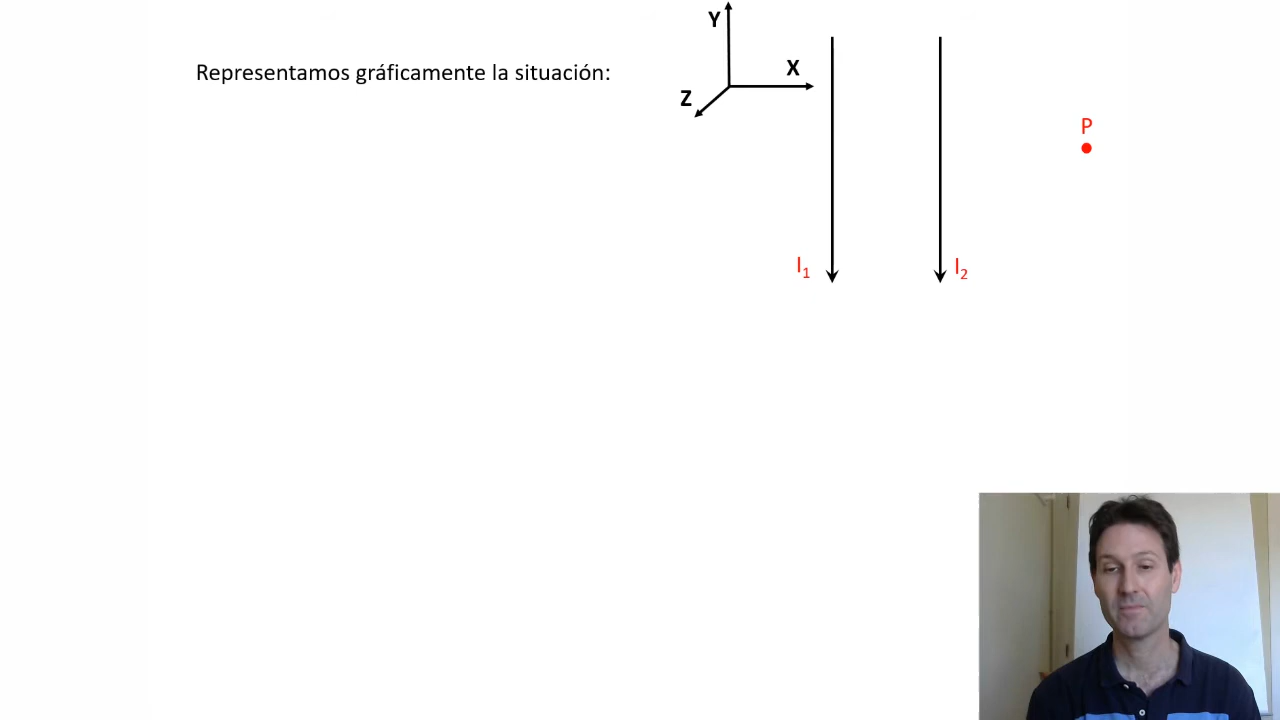 Y
Representamos gráficamente la situación:
X
Z
P
I₁
I₂